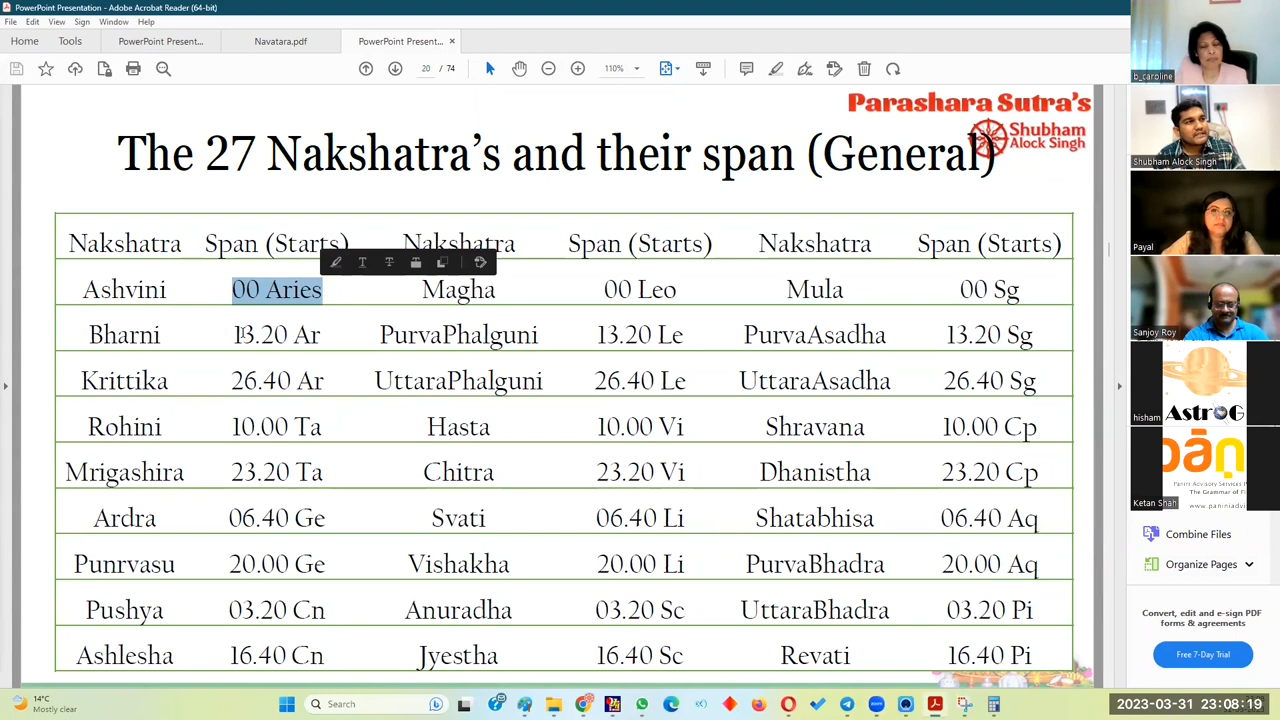 PowerPoint Presentation - Adobe Acrobat Reader (64-bit)
File Edit View Sign Window Help
Home Tools PowerPoint Present... Navatara.pdf PowerPoint Present... ×
20 / 74 110%
Parashara Sutra's
Shubham
Alock Singh
The 27 Nakshatra's and their span (General)
Nakshatra Span (Starts) Nakshatra Span (Starts) Nakshatra Span (Starts)
Ashvini 00 Aries Magha 00 Leo Mula 00 Sg
Bharni 13.20 Ar PurvaPhalguni 13.20 Le PurvaAsadha 13.20 Sg
Krittika 26.40 Ar UttaraPhalguni 26.40 Le UttaraAsadha 26.40 Sg
Rohini 10.00 Ta Hasta 10.00 Vi Shravana 10.00 Cp
Mrigashira 23.20 Ta Chitra 23.20 Vi Dhanistha 23.20 Cp
Ardra 06.40 Ge Svati 06.40 Li Shatabhisa 06.40 Aq
Punrvasu 20.00 Ge Vishakha 20.00 Li PurvaBhadra 20.00 Aq
Pushya 03.20 Cn Anuradha 03.20 Sc UttaraBhadra 03.20 Pi
Ashlesha 16.40 Cn Jyestha 16.40 Sc Revati 16.40 Pi
b_caroline
Shubham Alock Singh
Payal
Sanjoy Roy
hisham
AstroG
Panini Advisory Services
The Grammar of Fi
Ketan Shah
www.paniniadvi
Combine Files
Organize Pages
Convert, edit and e-sign PDF
forms & agreements
Free 7-Day Trial
14°C
Mostly clear
Search
2023-03-31 23:08:19